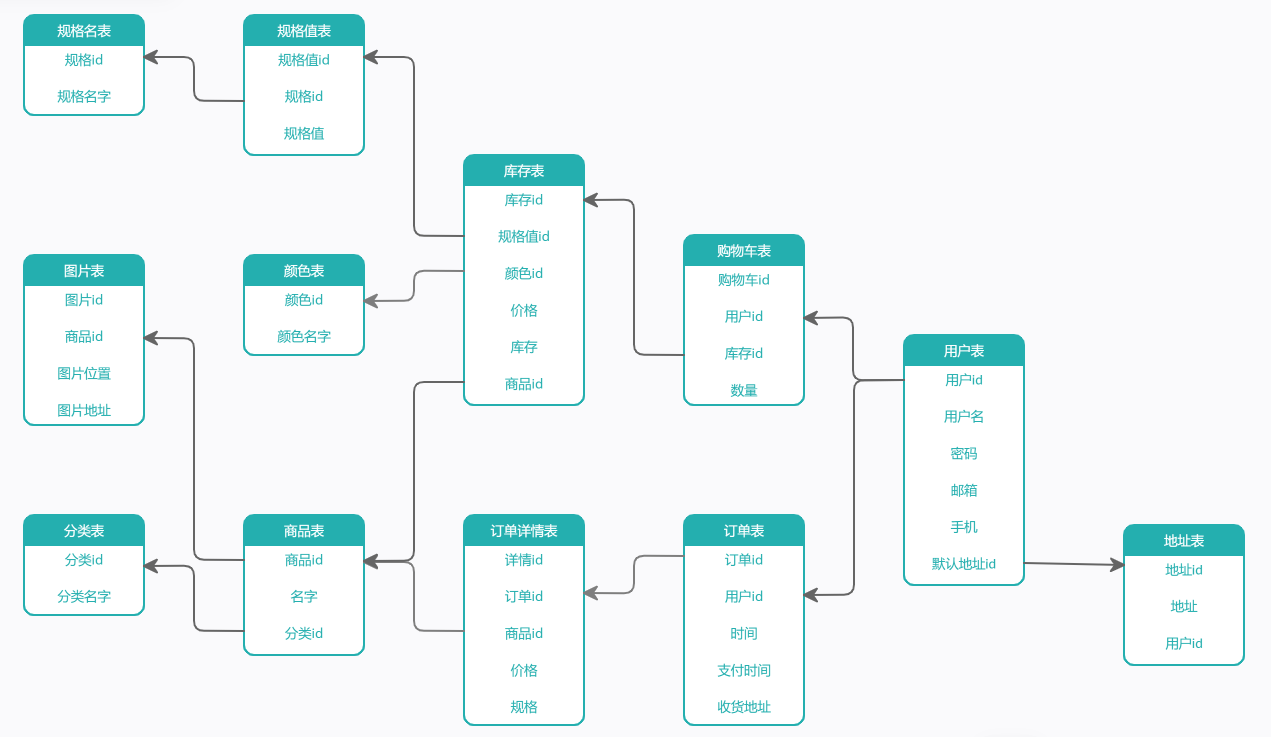 规格名表
规格id
规格名字
规格值表
规格值id
规格id
规格值
库存表
库存id
规格值id
颜色id
价格
库存
商品id
购物车表
购物车id
用户id
库存id
数量
图片表
图片id
商品id
图片位置
图片地址
颜色表
颜色id
颜色名字
用户表
用户id
用户名
密码
邮箱
手机
默认地址id
分类表
分类id
分类名字
商品表
商品id
名字
分类id
订单详情表
详情id
订单id
商品id
价格
规格
订单表
订单id
用户id
时间
支付时间
收货地址
地址表
地址id
地址
用户id